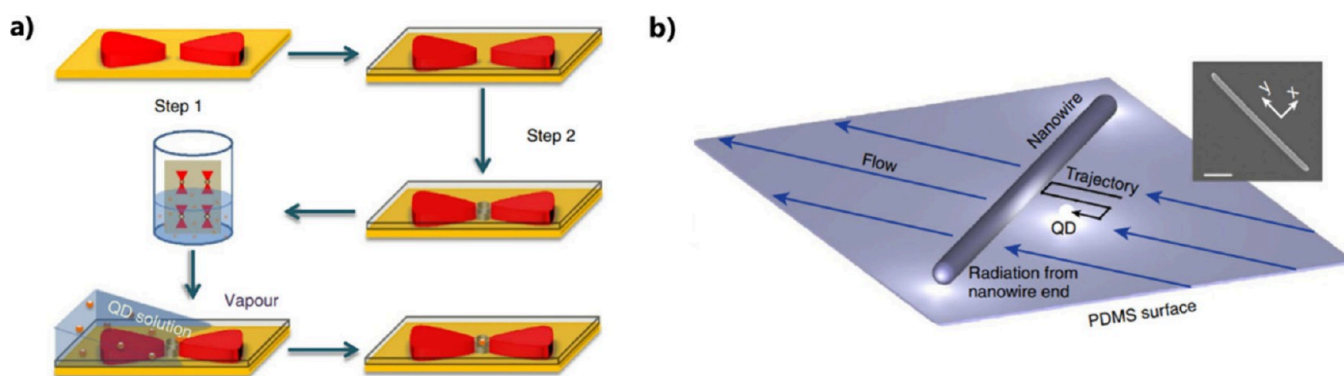 a)
Step 1
Step 2
QD solution
Vapour
b)
Nanowire
y
x
Flow
Trajectory
QD
Radiation from
nanowire end
PDMS surface